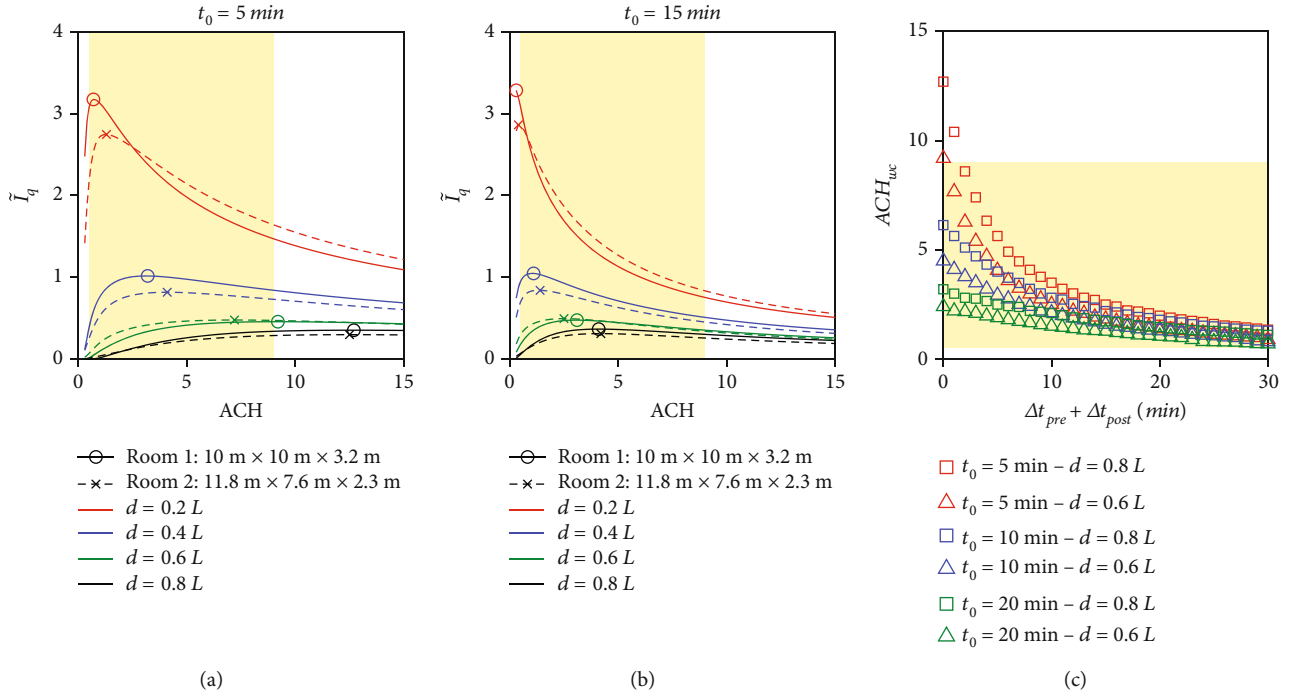 t0 = 5 min
4
3
2
1
0
Ĩq
0
5
10
15
ACH
Room 1: 10 m × 10 m × 3.2 m
Room 2: 11.8 m × 7.6 m × 2.3 m
d = 0.2 L
d = 0.4 L
d = 0.6 L
d = 0.8 L
(a)
t0 = 15 min
4
3
2
1
0
Ĩq
0
5
10
15
ACH
Room 1: 10 m × 10 m × 3.2 m
Room 2: 11.8 m × 7.6 m × 2.3 m
d = 0.2 L
d = 0.4 L
d = 0.6 L
d = 0.8 L
(b)
15
10
5
0
ACHwc
0
10
20
30
Δtpre + Δtpost (min)
t0 = 5 min – d = 0.8 L
t0 = 5 min – d = 0.6 L
t0 = 10 min – d = 0.8 L
t0 = 10 min – d = 0.6 L
t0 = 20 min – d = 0.8 L
t0 = 20 min – d = 0.6 L
(c)